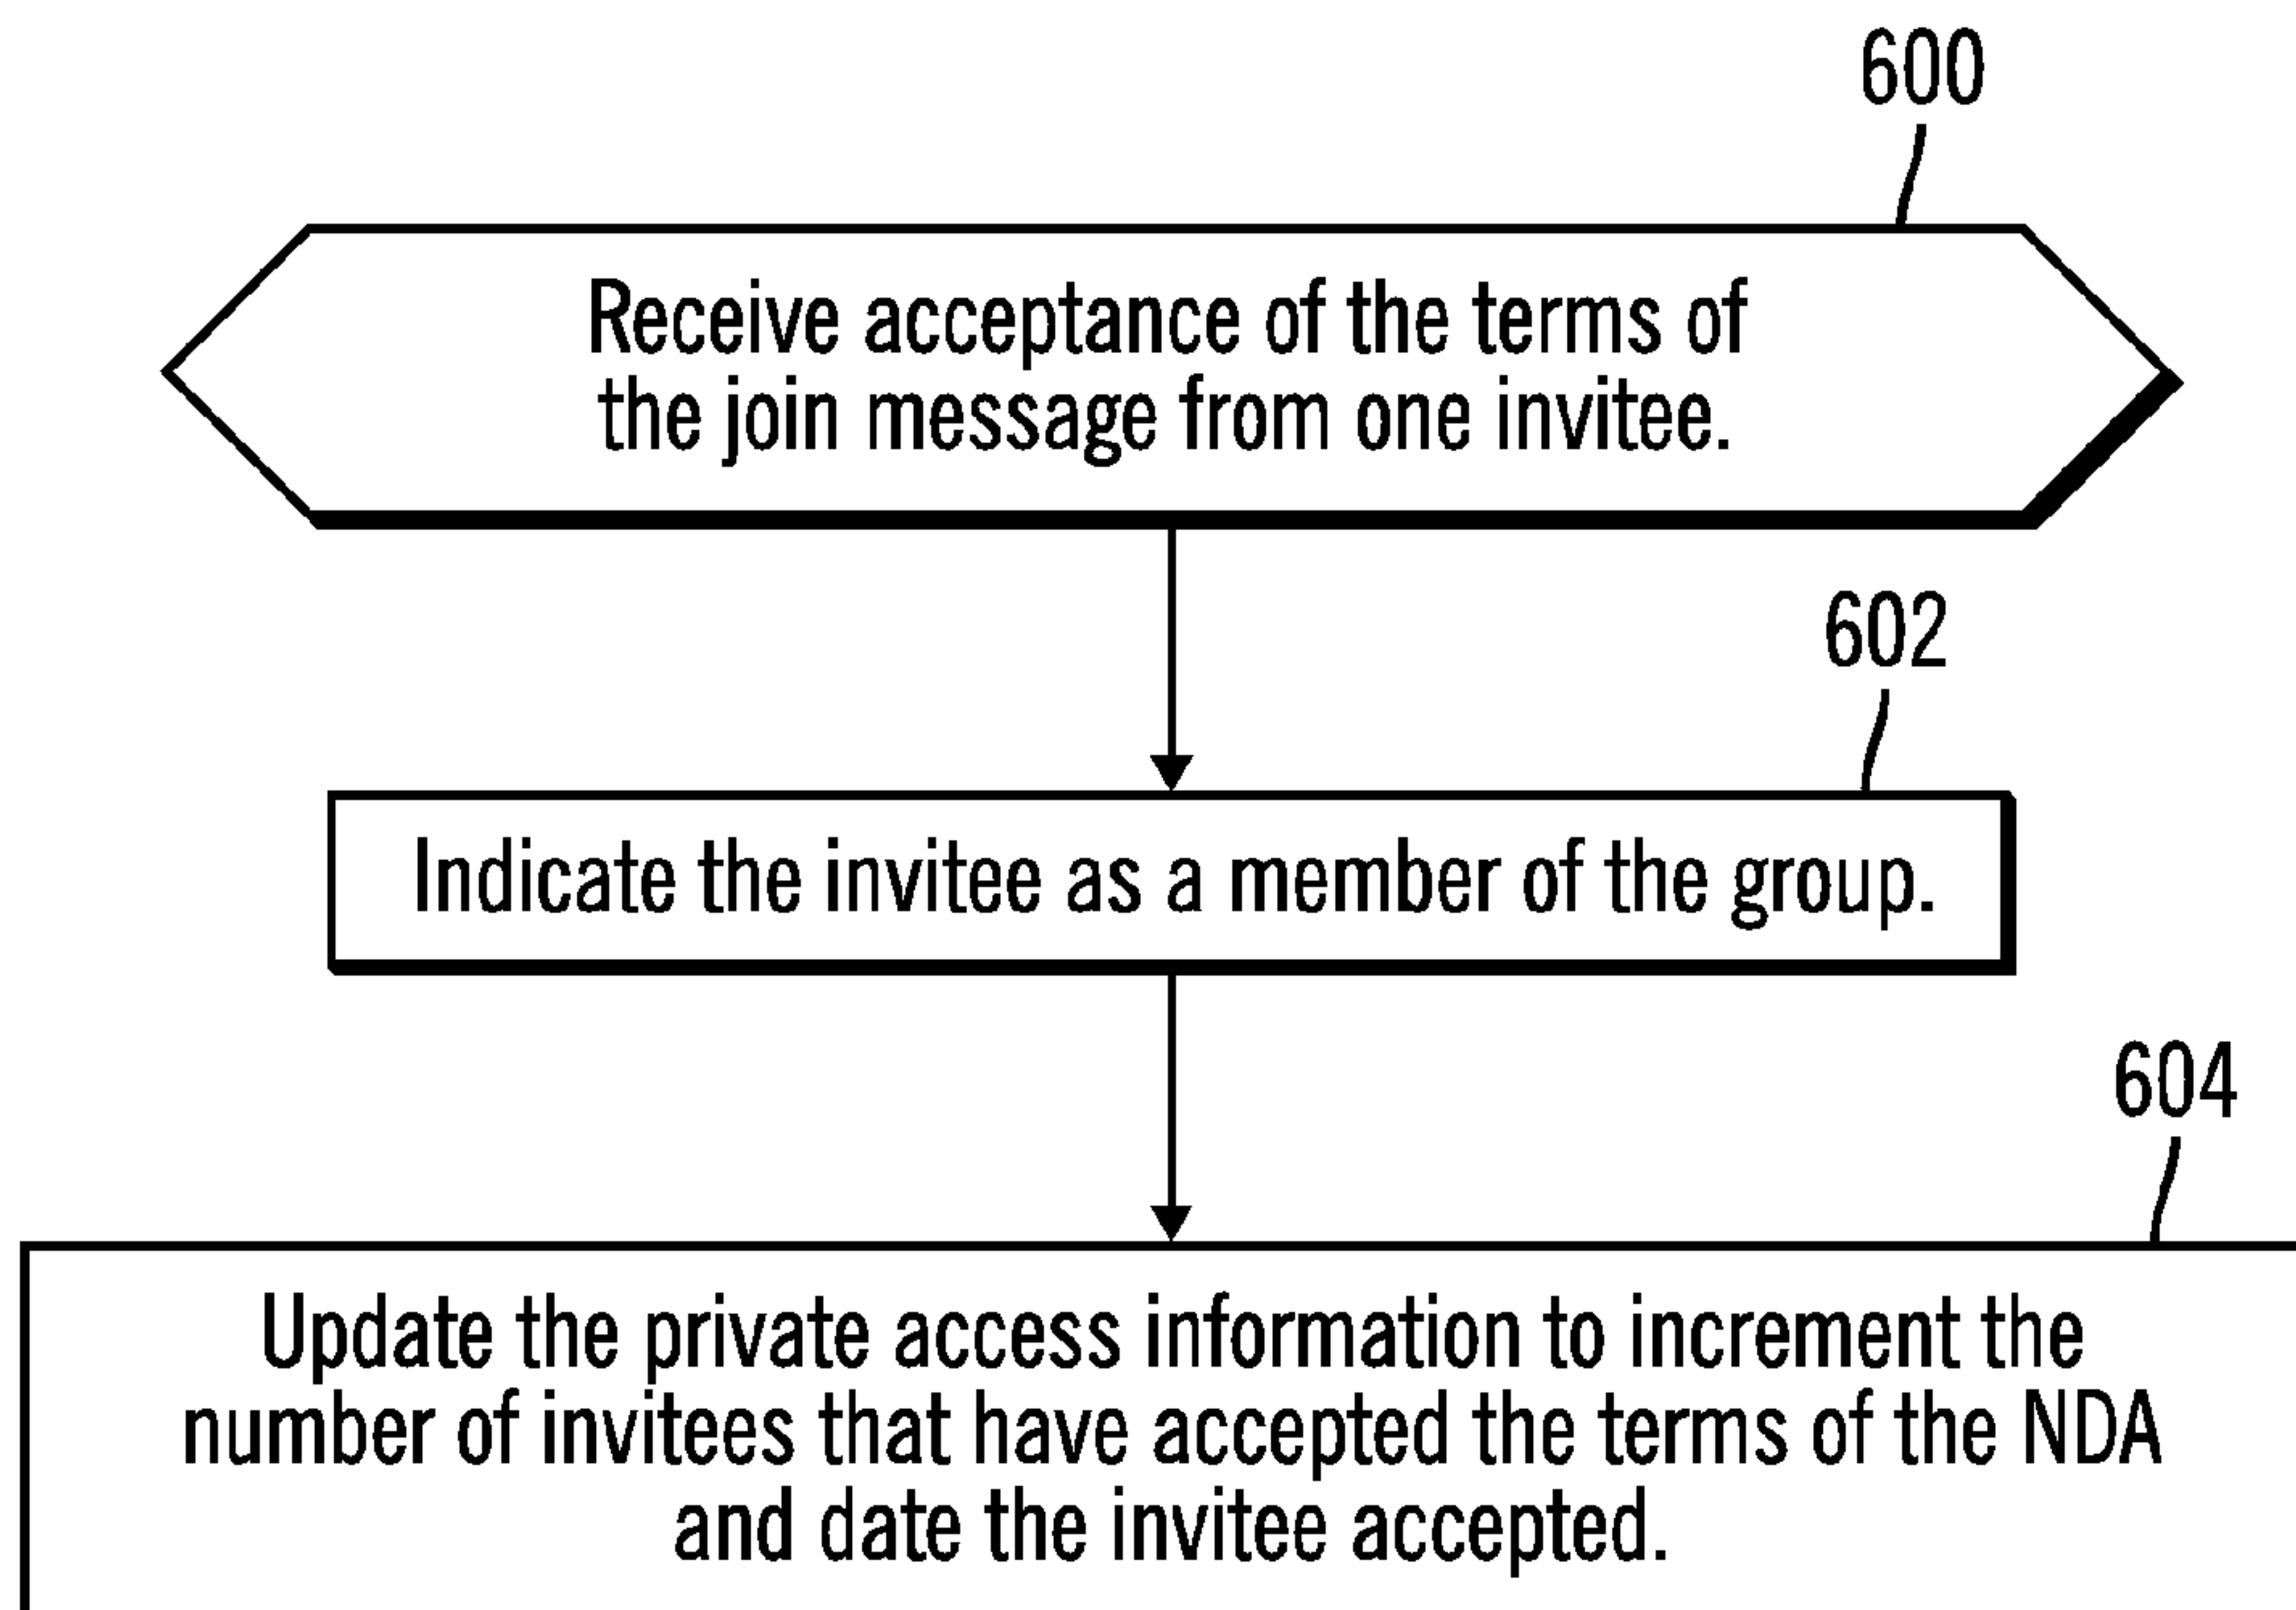 600
Receive acceptance of the terms of
the join message from one invitee.
602
Indicate the invitee as a member of the group.
604
Update the private access information to increment the
number of invitees that have accepted the terms of the NDA
and date the invitee accepted.